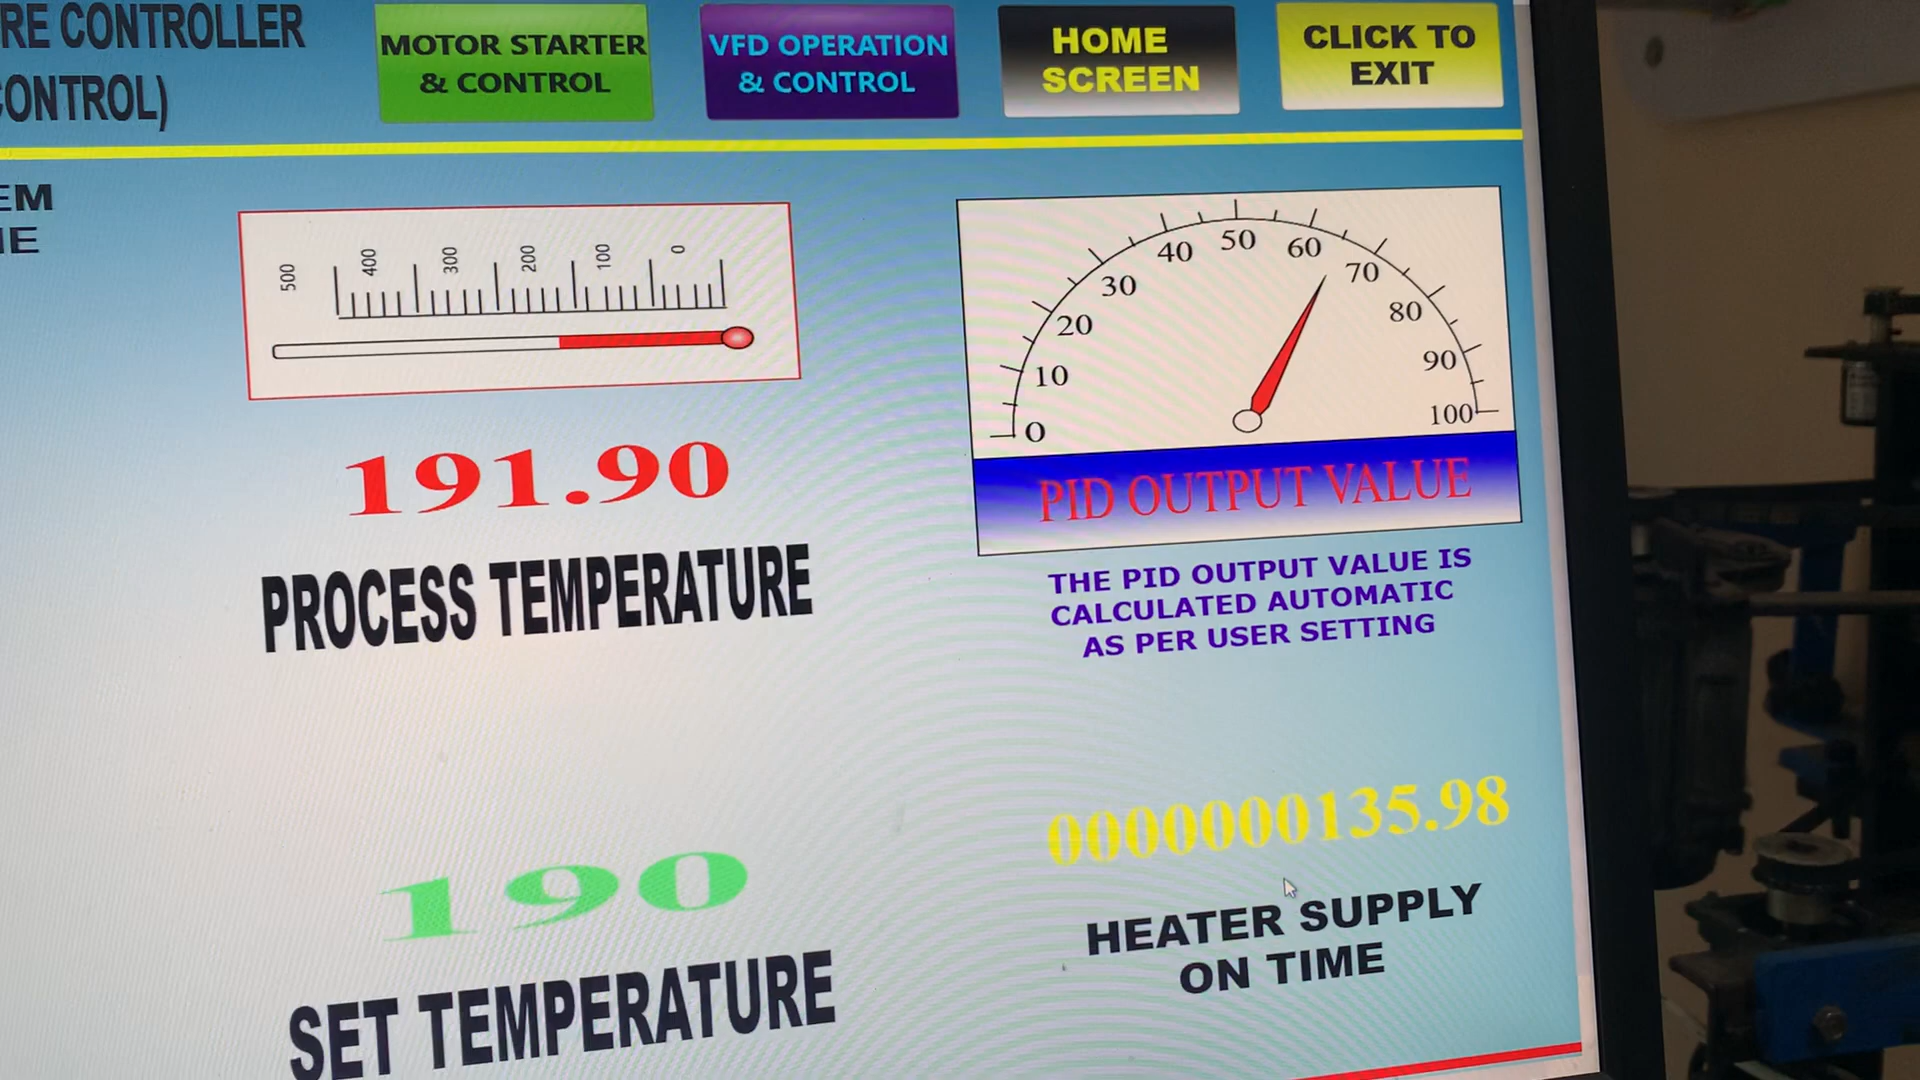 RE CONTROLLER
CONTROL)
MOTOR STARTER
& CONTROL
VFD OPERATION
& CONTROL
HOME
SCREEN
CLICK TO
EXIT
EM
E
500 400 300 200 100 0
0 10 20 30 40 50 60 70 80 90 100
PID OUTPUT VALUE
191.90
PROCESS TEMPERATURE
THE PID OUTPUT VALUE IS
CALCULATED AUTOMATIC
AS PER USER SETTING
190
SET TEMPERATURE
0000000135.98
HEATER SUPPLY
ON TIME